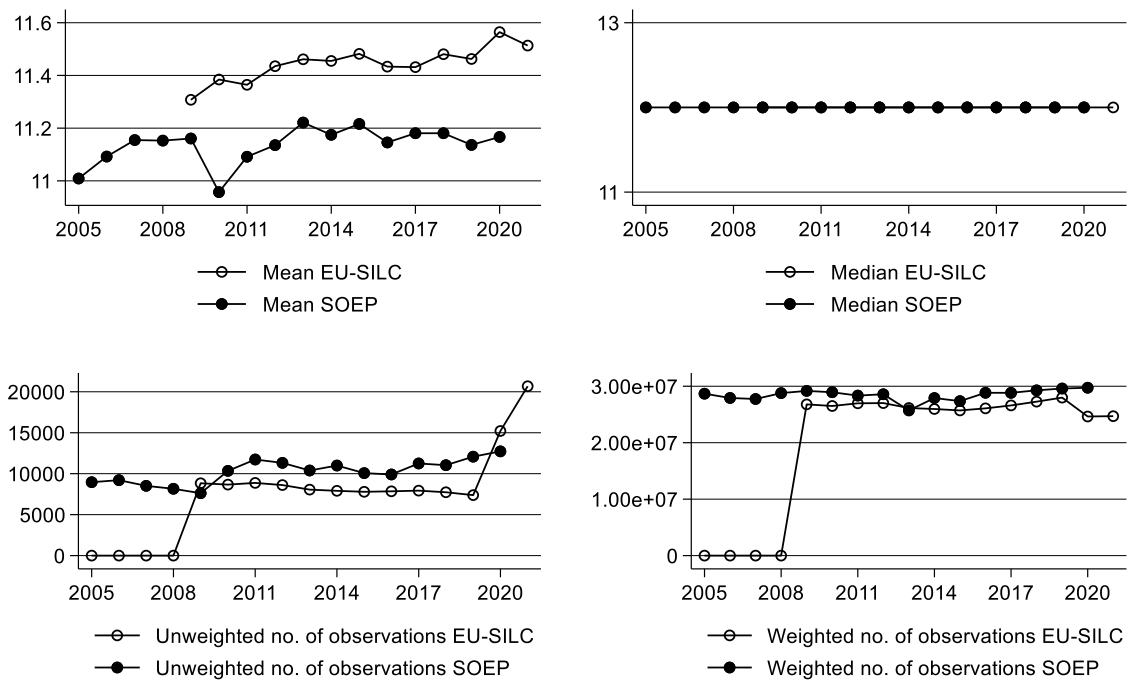 11.6
11.4
11.2
11
2005 2008 2011 2014 2017 2020
Mean EU-SILC
Mean SOEP
13
11
2005 2008 2011 2014 2017 2020
Median EU-SILC
Median SOEP
20000
15000
10000
5000
0
2005 2008 2011 2014 2017 2020
Unweighted no. of observations EU-SILC
Unweighted no. of observations SOEP
3.00e+07
2.00e+07
1.00e+07
0
2005 2008 2011 2014 2017 2020
Weighted no. of observations EU-SILC
Weighted no. of observations SOEP